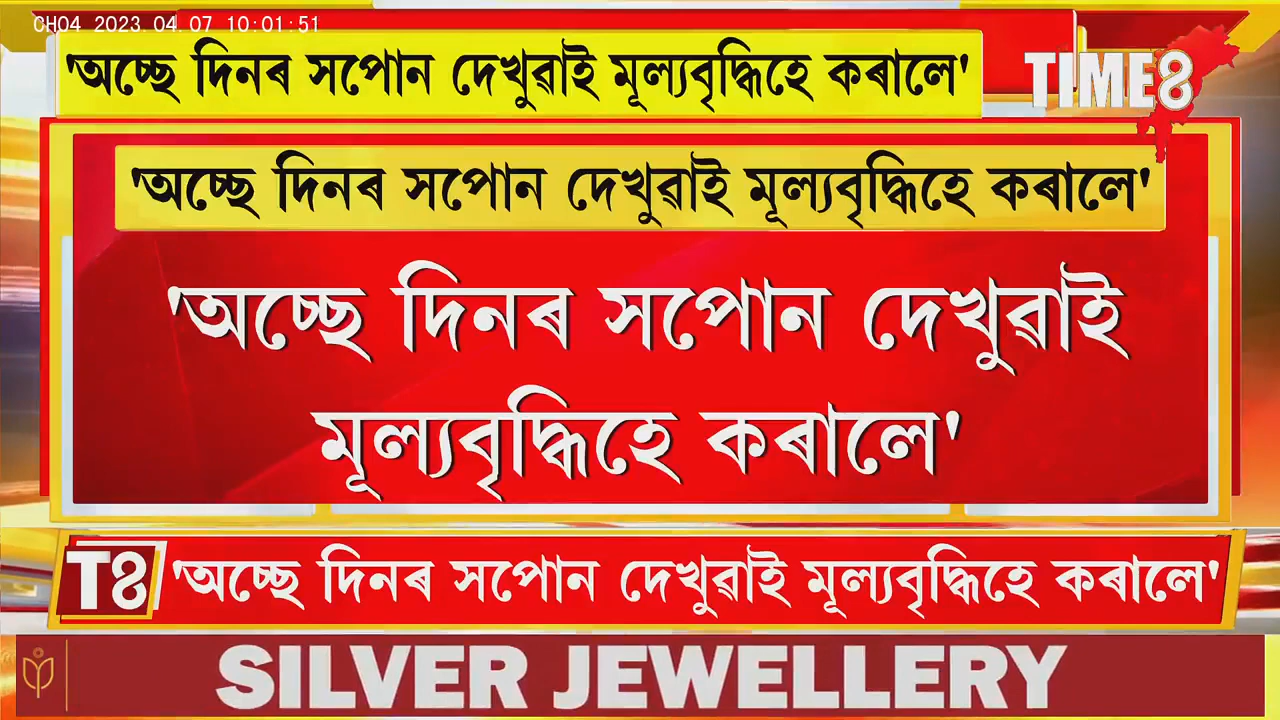 CH04 2023.04.07 10:01:51
'অচ্ছে দিনৰ সপোন দেখুৱাই মূল্যবৃদ্ধিহে কৰালে'
TIME8
'অচ্ছে দিনৰ সপোন দেখুৱাই মূল্যবৃদ্ধিহে কৰালে'
'অচ্ছে দিনৰ সপোন দেখুৱাই
মূল্যবৃদ্ধিহে কৰালে'
T8 'অচ্ছে দিনৰ সপোন দেখুৱাই মূল্যবৃদ্ধিহে কৰালে'
SILVER JEWELLERY